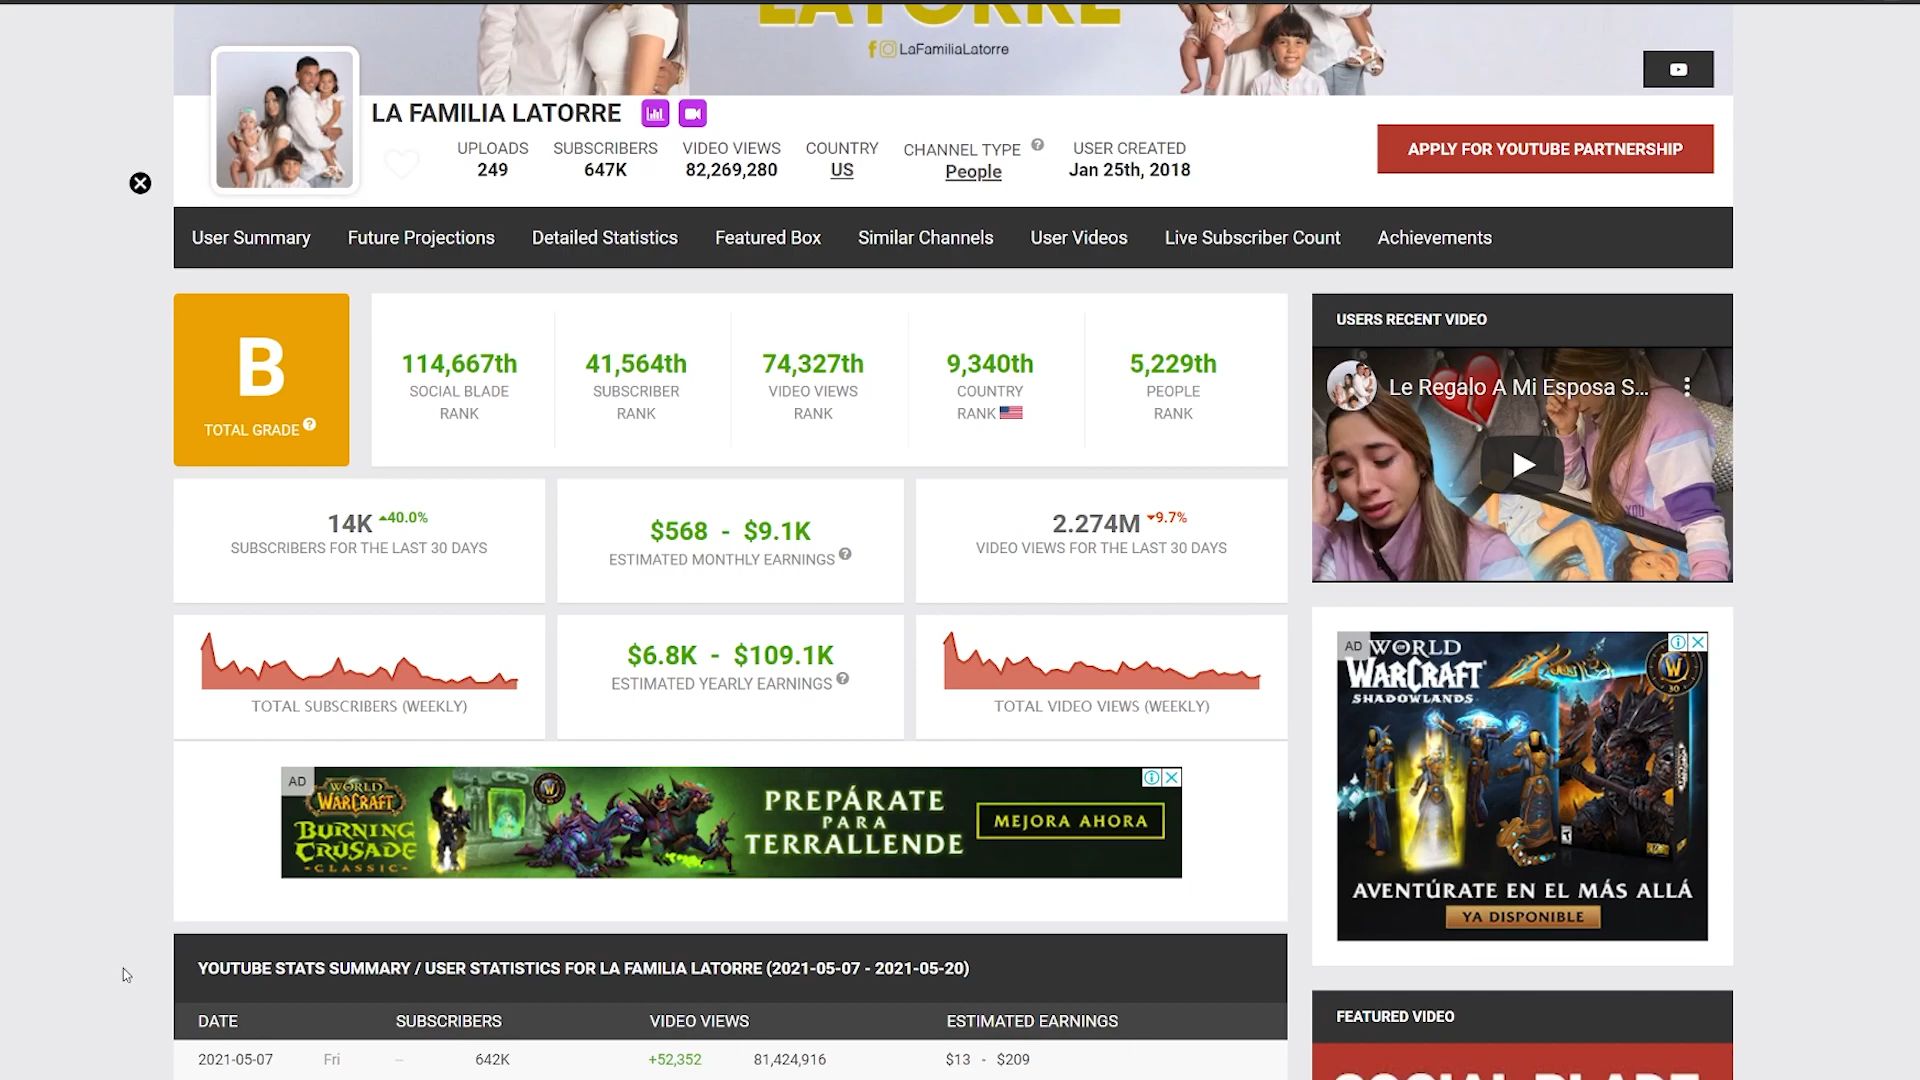 LATORRE
LaFamiliaLatorre
LA FAMILIA LATORRE
UPLOADS
249
SUBSCRIBERS
647K
VIDEO VIEWS
82,269,280
COUNTRY
US
CHANNEL TYPE
People
USER CREATED
Jan 25th, 2018
APPLY FOR YOUTUBE PARTNERSHIP
User Summary
Future Projections
Detailed Statistics
Featured Box
Similar Channels
User Videos
Live Subscriber Count
Achievements
B
TOTAL GRADE
114,667th
SOCIAL BLADE
RANK
41,564th
SUBSCRIBER
RANK
74,327th
VIDEO VIEWS
RANK
9,340th
COUNTRY
RANK
5,229th
PEOPLE
RANK
USERS RECENT VIDEO
Le Regalo A Mi Esposa S...
14K 40.0%
SUBSCRIBERS FOR THE LAST 30 DAYS
$568 - $9.1K
ESTIMATED MONTHLY EARNINGS
2.274M 9.7%
VIDEO VIEWS FOR THE LAST 30 DAYS
TOTAL SUBSCRIBERS (WEEKLY)
$6.8K - $109.1K
ESTIMATED YEARLY EARNINGS
TOTAL VIDEO VIEWS (WEEKLY)
AD
WORLD
WARCRAFT
BURNING
CRUSADE
CLASSIC
PREPÁRATE
PARA
TERRALLENDE
MEJORA AHORA
AD
WORLD
OF
WARCRAFT
SHADOWLANDS
30
AVENTÚRATE EN EL MÁS ALLÁ
YA DISPONIBLE
YOUTUBE STATS SUMMARY / USER STATISTICS FOR LA FAMILIA LATORRE (2021-05-07 - 2021-05-20)
DATE
SUBSCRIBERS
VIDEO VIEWS
ESTIMATED EARNINGS
2021-05-07 Fri -- 642K +52,352 81,424,916 $13 - $209
FEATURED VIDEO
SOCIAL BLADE